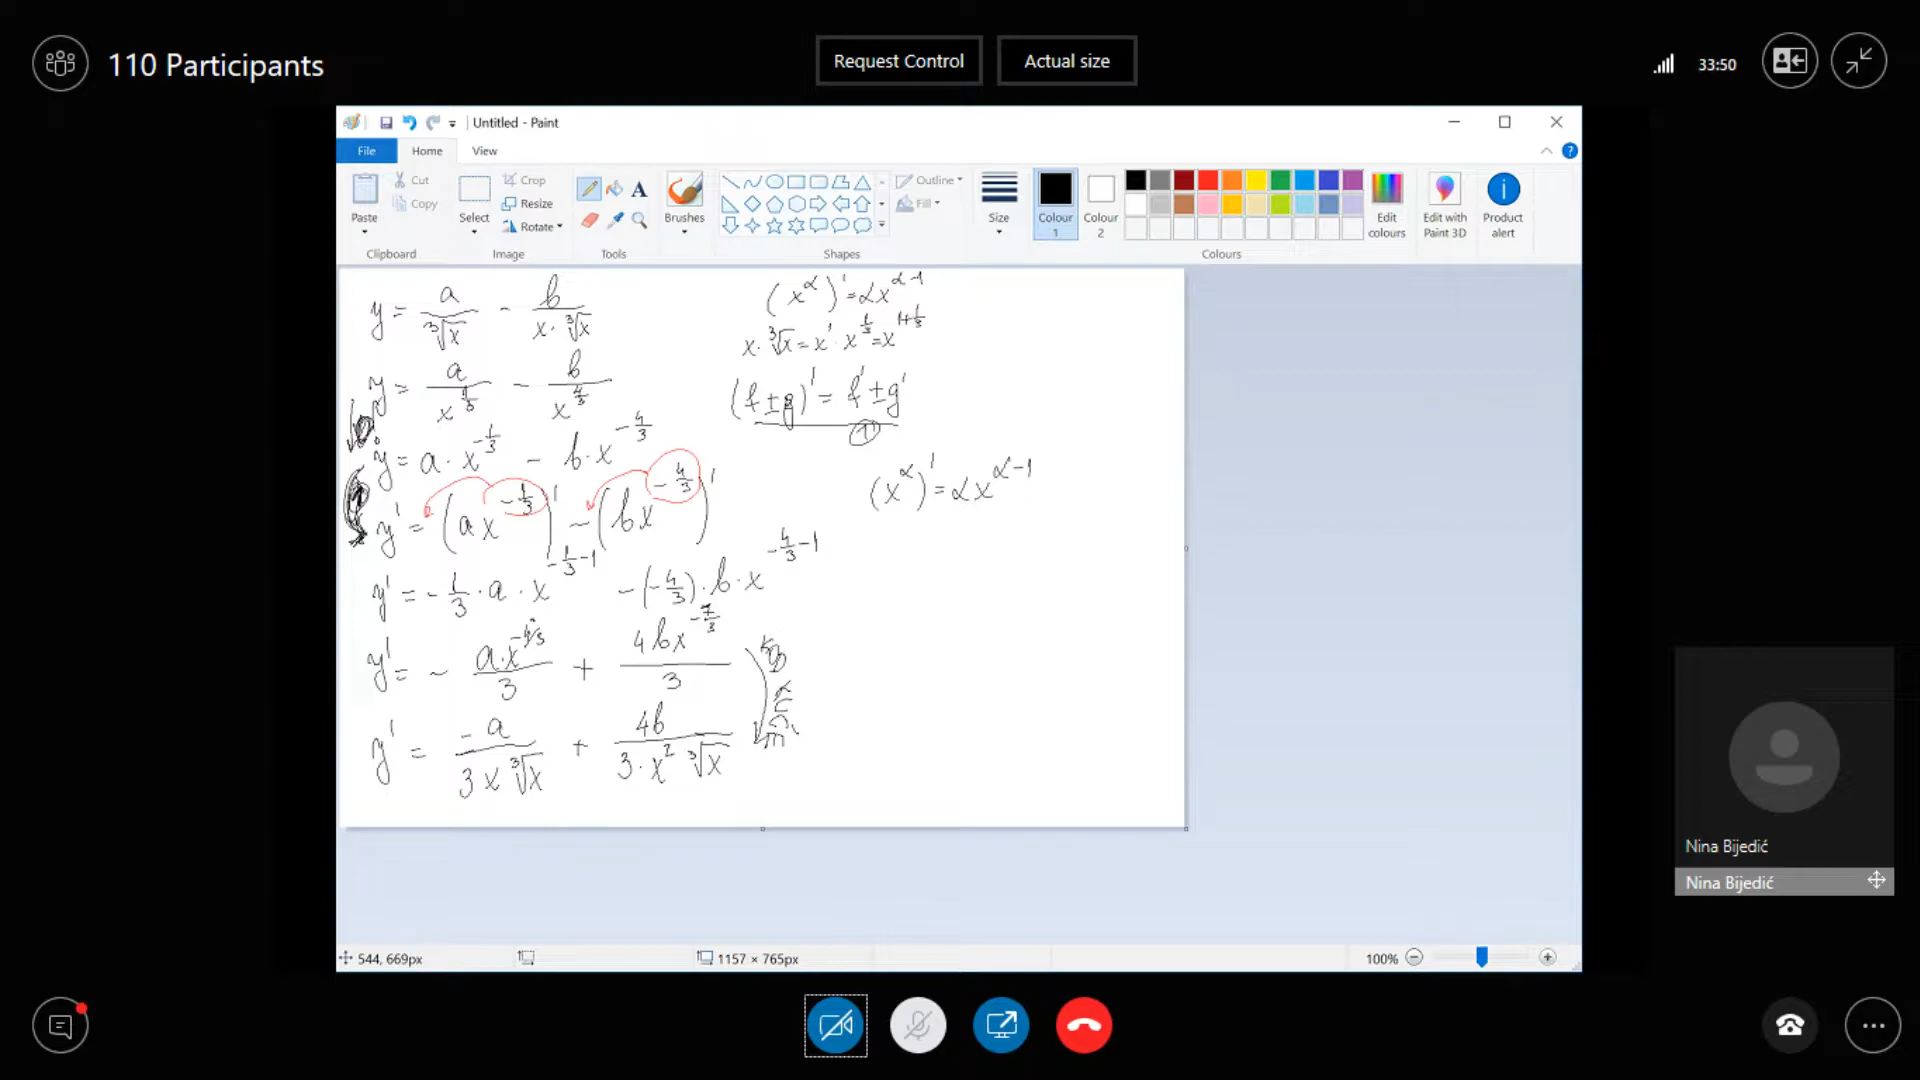 110 Participants
Request Control
Actual size
33:50
Untitled - Paint
File
Home
View
Paste
Cut
Copy
Clipboard
Select
Crop
Resize
Rotate
Image
Tools
Brushes
Shapes
Outline
Fill
Size
Colour 1
Colour 2
Edit colours
Colours
Edit with Paint 3D
Product alert
y = a/∛x - b/(x·∛x)
y = a/x^(1/3) - b/x^(4/3)
y = a·x^(-1/3) - b·x^(-4/3)
y' = (ax^(-1/3))' - (bx^(-4/3))'
y' = -1/3·a·x^(-1/3-1) -(-4/3)·b·x^(-4/3-1)
y' = - a·x^(-4/3)/3 + 4bx^(-7/3)/3
y' = -a/(3x∛x) + 4b/(3·x²∛x)
(x^α)' = αx^(α-1)
x·∛x = x¹·x^(1/3) = x^(1+1/3)
(f±g)' = f'±g'
(x^α)' = αx^(α-1)
Nina Bijedić
Nina Bijedić
544, 669px
1157 × 765px
100%